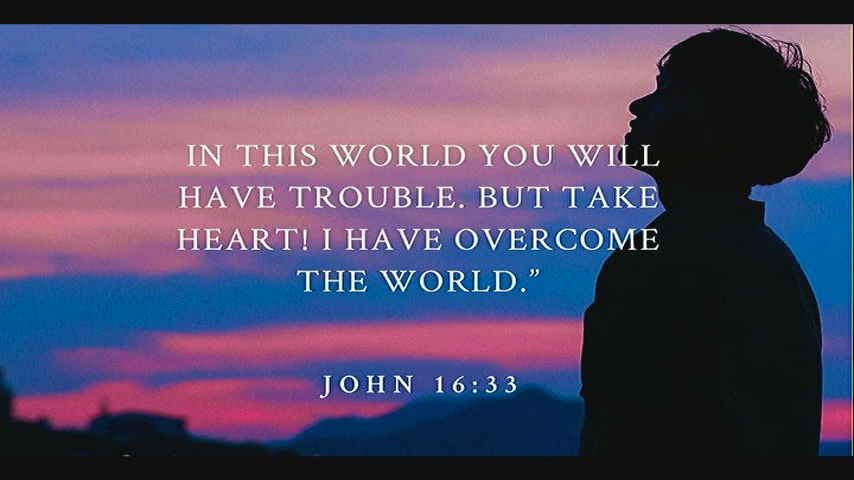 IN THIS WORLD YOU WILL
HAVE TROUBLE. BUT TAKE
HEART! I HAVE OVERCOME
THE WORLD.”
JOHN 16:33